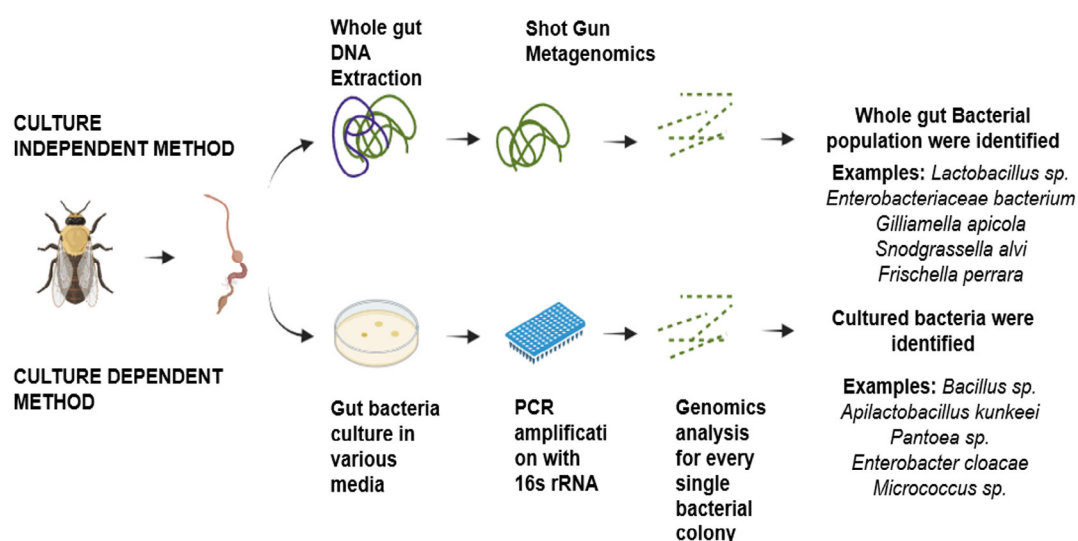 Whole gut
DNA
Extraction
Shot Gun
Metagenomics
CULTURE
INDEPENDENT METHOD
Whole gut Bacterial
population were identified
Examples: Lactobacillus sp.
Enterobacteriaceae bacterium
Gilliamella apicola
Snodgrassella alvi
Frischella perrara
CULTURE DEPENDENT
METHOD
Gut bacteria
culture in
various
media
PCR
amplificati
on with
16s rRNA
Genomics
analysis
for every
single
bacterial
colony
Cultured bacteria were
identified
Examples: Bacillus sp.
Apilactobacillus kunkeei
Pantoea sp.
Enterobacter cloacae
Micrococcus sp.